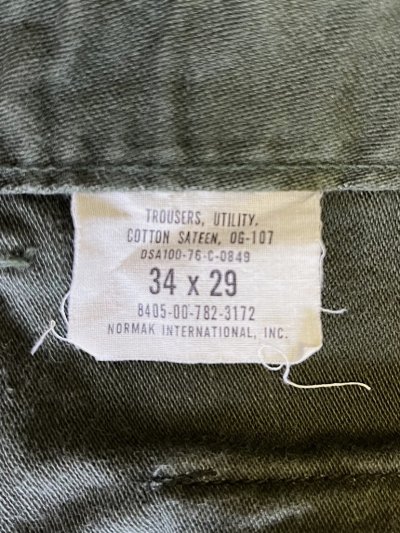 TROUSERS, UTILITY,
COTTON SATEEN, OG-107
DSA100-76-C-0849
34 x 29
8405-00-782-3172
NORMAK INTERNATIONAL, INC.